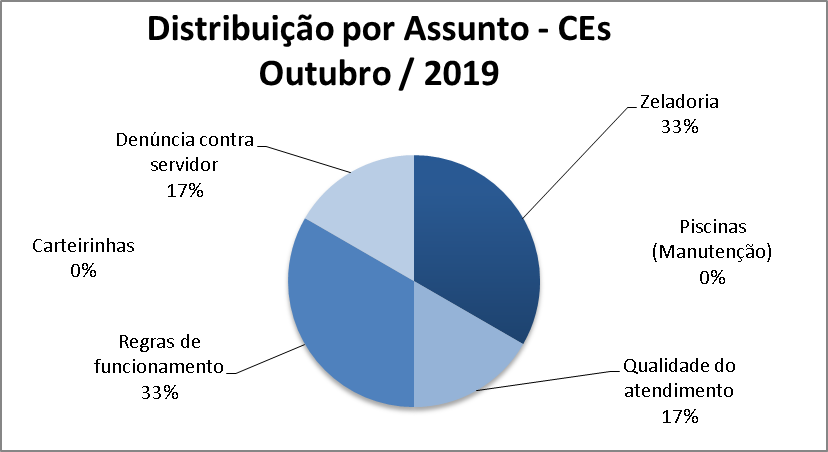 Distribuição por Assunto - CEs
Outubro / 2019
Zeladoria
33%
Denúncia contra
servidor
17%
Piscinas
(Manutenção)
0%
Carteirinhas
0%
Regras de
funcionamento
33%
Qualidade do
atendimento
17%